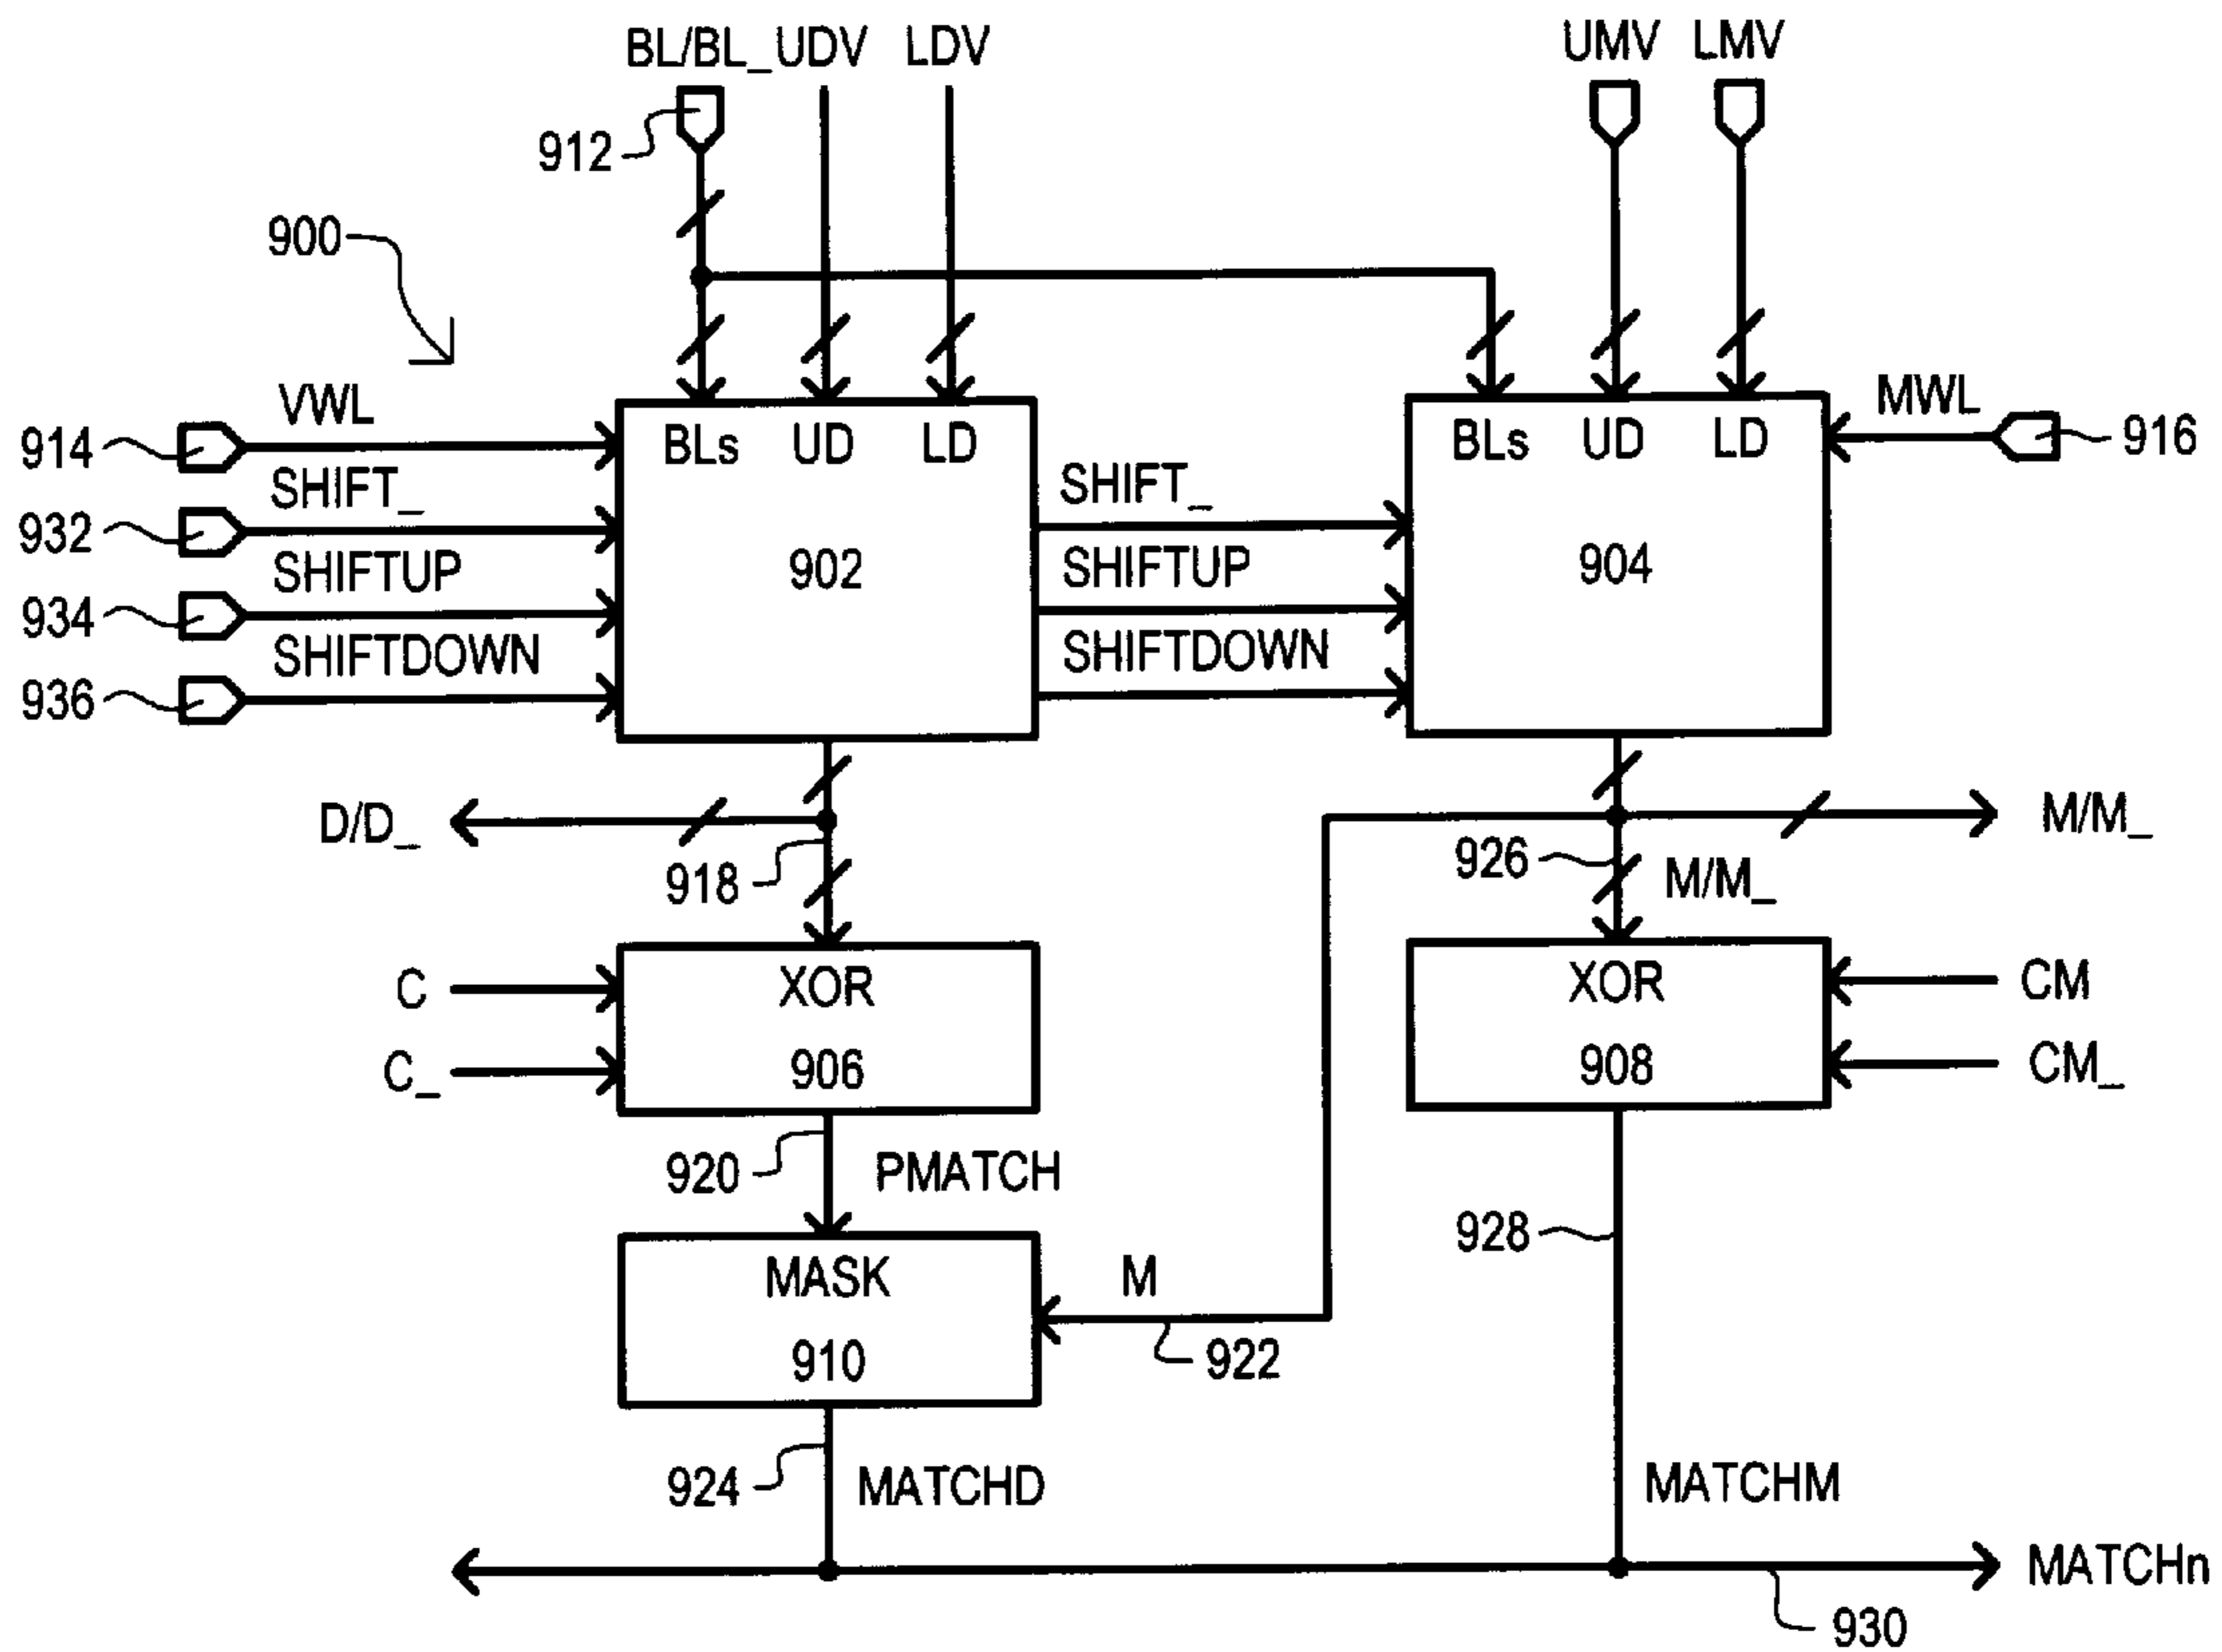 BL/BL_ UDV LDV
UMV LMV
912
900
VWL
MWL
914
BLs UD LD
BLs UD LD
916
SHIFT_
SHIFT_
932
902
904
SHIFTUP
SHIFTUP
934
SHIFTDOWN
SHIFTDOWN
936
D/D_
M/M_
918
926
M/M_
C
XOR
XOR
CM
C_
906
908
CM_
920
PMATCH
928
MASK
M
910
922
924
MATCHD
MATCHM
MATCHn
930